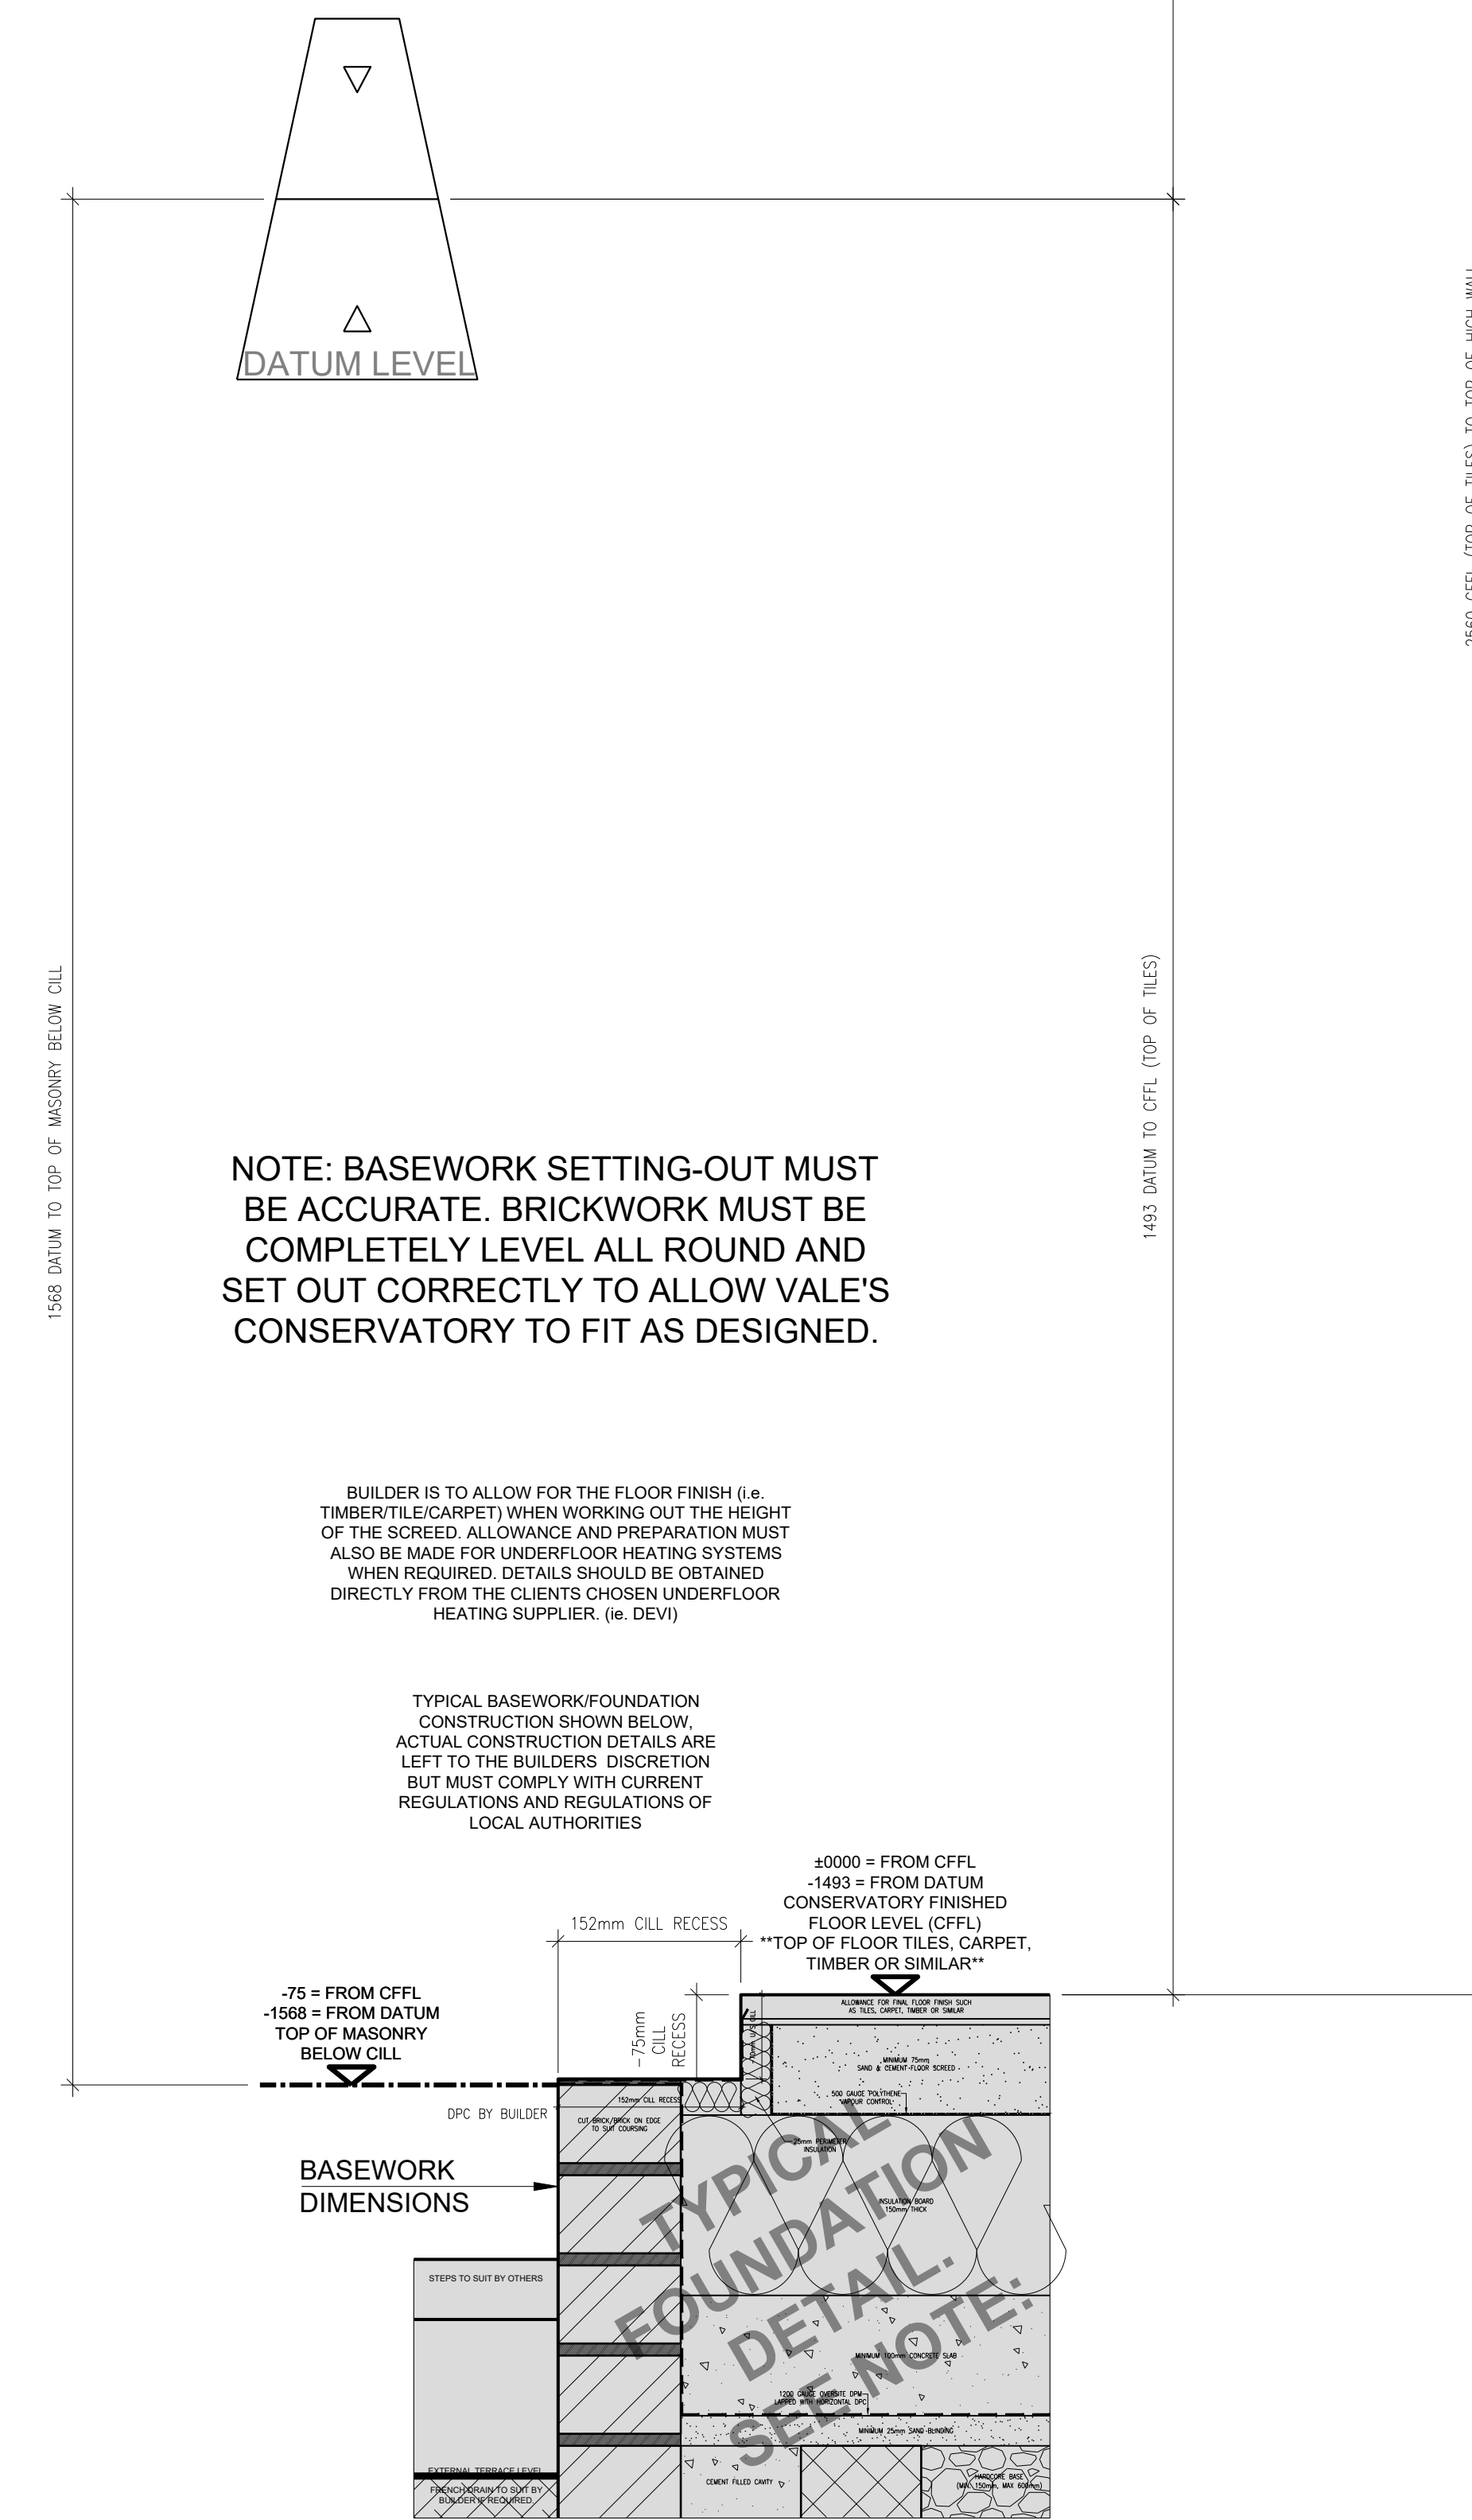 DATUM LEVEL
2560 CFFL (TOP OF TILES) TO TOP OF HIGH WALL
1568 DATUM TO TOP OF MASONRY BELOW CILL
1493 DATUM TO CFFL (TOP OF TILES)
NOTE: BASEWORK SETTING-OUT MUST
BE ACCURATE. BRICKWORK MUST BE
COMPLETELY LEVEL ALL ROUND AND
SET OUT CORRECTLY TO ALLOW VALE'S
CONSERVATORY TO FIT AS DESIGNED.
BUILDER IS TO ALLOW FOR THE FLOOR FINISH (i.e.
TIMBER/TILE/CARPET) WHEN WORKING OUT THE HEIGHT
OF THE SCREED. ALLOWANCE AND PREPARATION MUST
ALSO BE MADE FOR UNDERFLOOR HEATING SYSTEMS
WHEN REQUIRED. DETAILS SHOULD BE OBTAINED
DIRECTLY FROM THE CLIENTS CHOSEN UNDERFLOOR
HEATING SUPPLIER. (ie. DEVI)
TYPICAL BASEWORK/FOUNDATION
CONSTRUCTION SHOWN BELOW,
ACTUAL CONSTRUCTION DETAILS ARE
LEFT TO THE BUILDERS DISCRETION
BUT MUST COMPLY WITH CURRENT
REGULATIONS AND REGULATIONS OF
LOCAL AUTHORITIES
±0000 = FROM CFFL
-1493 = FROM DATUM
CONSERVATORY FINISHED
FLOOR LEVEL (CFFL)
**TOP OF FLOOR TILES, CARPET,
TIMBER OR SIMILAR**
152mm CILL RECESS
-75 = FROM CFFL
-1568 = FROM DATUM
TOP OF MASONRY
BELOW CILL
-75mm
CILL
RECESS
ALLOWANCE FOR FINAL FLOOR FINISH SUCH
AS TILES, CARPET, TIMBER OR SIMILAR
MINIMUM 75mm
SAND & CEMENT FLOOR SCREED
500 GAUGE POLYTHENE
VAPOUR CONTROL
152mm CILL RECESS
DPC BY BUILDER
CUT BRICK/BRICK ON EDGE
TO SUIT COURSING
25mm PERIMETER
INSULATION
BASEWORK
DIMENSIONS
INSULATION BOARD
150mm THICK
TYPICAL
FOUNDATION
DETAIL.
SEE NOTE.
STEPS TO SUIT BY OTHERS
MINIMUM 100mm CONCRETE SLAB
1200 GAUGE OVERSITE DPM
LAPPED WITH HORIZONTAL DPC
MINIMUM 25mm SAND BLINDING
EXTERNAL TERRACE LEVEL
FRENCH DRAIN TO SUIT BY
BUILDER IF REQUIRED.
CEMENT FILLED CAVITY
HARDCORE BASE
(MIN. 150mm, MAX 600mm)